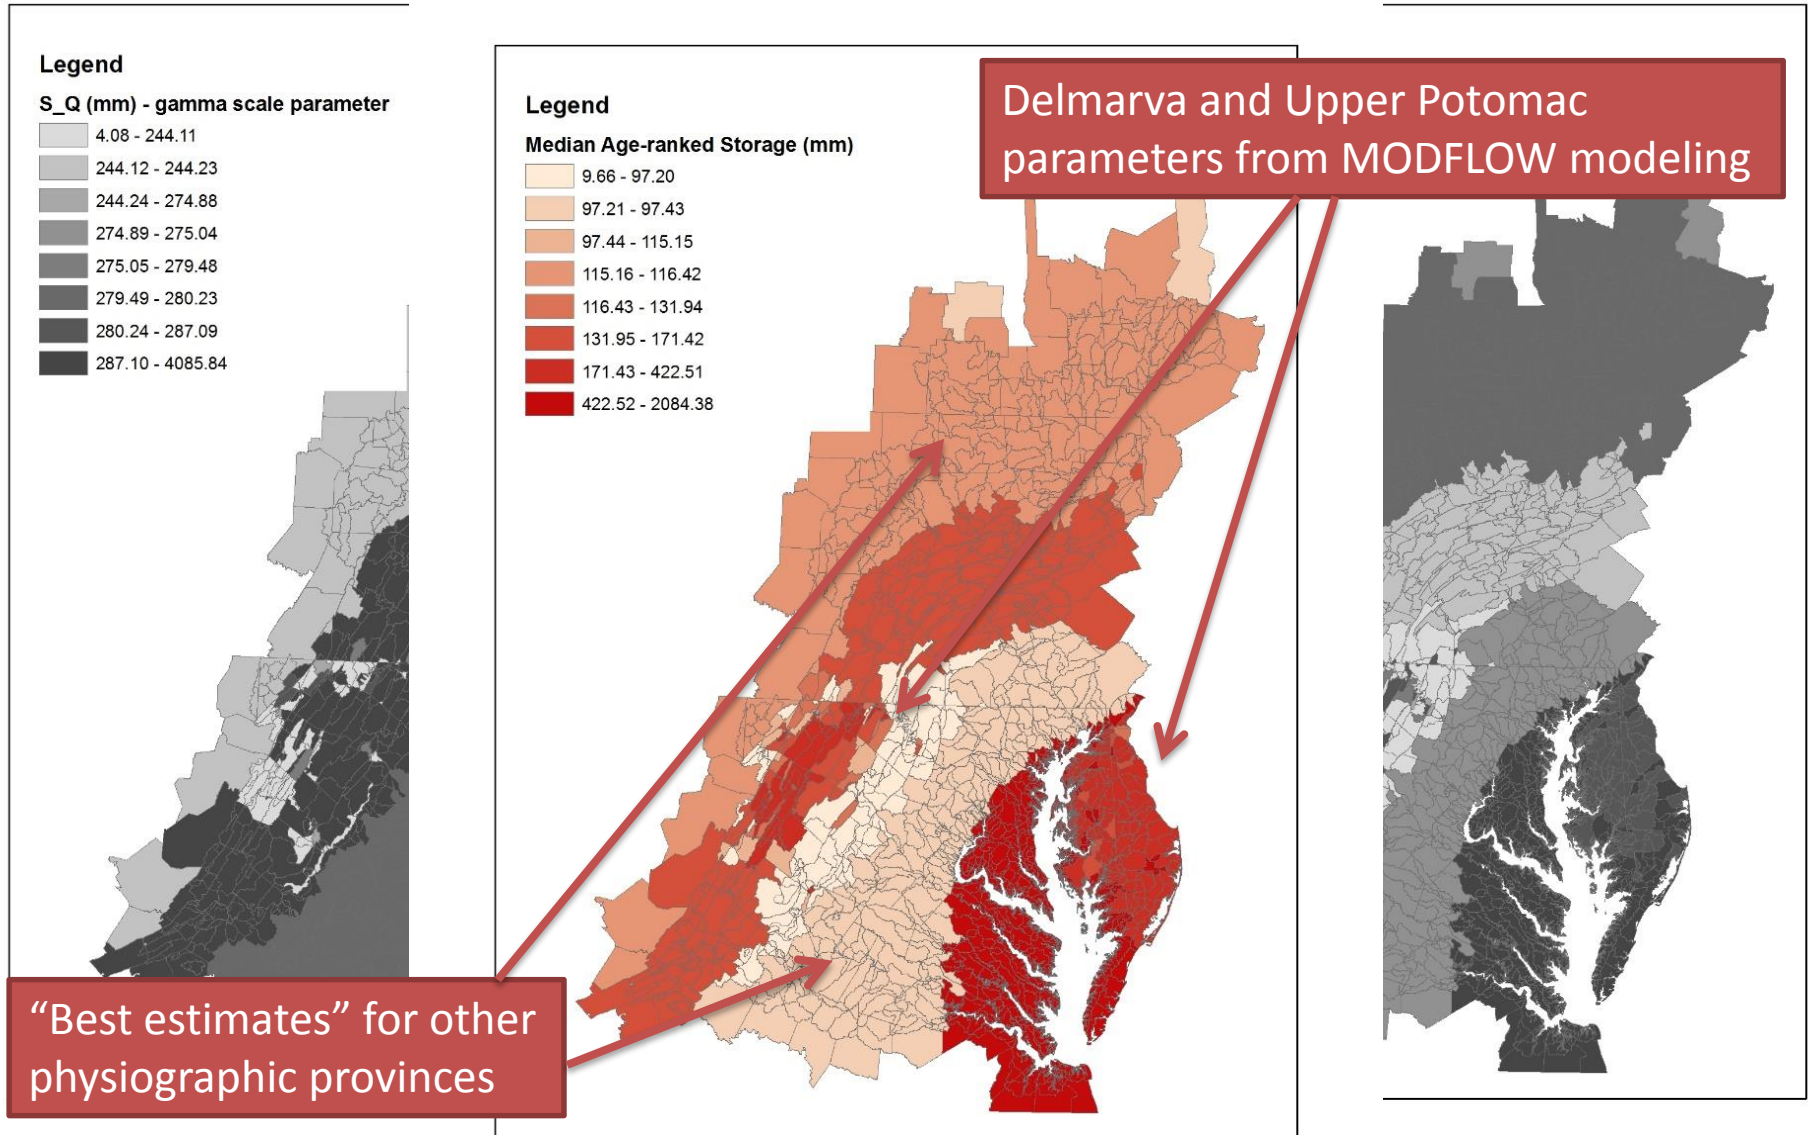 Legend
S_Q (mm) - gamma scale parameter
4.08 - 244.11
244.12 - 244.23
244.24 - 274.88
274.89 - 275.04
275.05 - 279.48
279.49 - 280.23
280.24 - 287.09
287.10 - 4085.84
Legend
Median Age-ranked Storage (mm)
9.66 - 97.20
97.21 - 97.43
97.44 - 115.15
115.16 - 116.42
116.43 - 131.94
131.95 - 171.42
171.43 - 422.51
422.52 - 2084.38
Delmarva and Upper Potomac
parameters from MODFLOW modeling
“Best estimates” for other
physiographic provinces